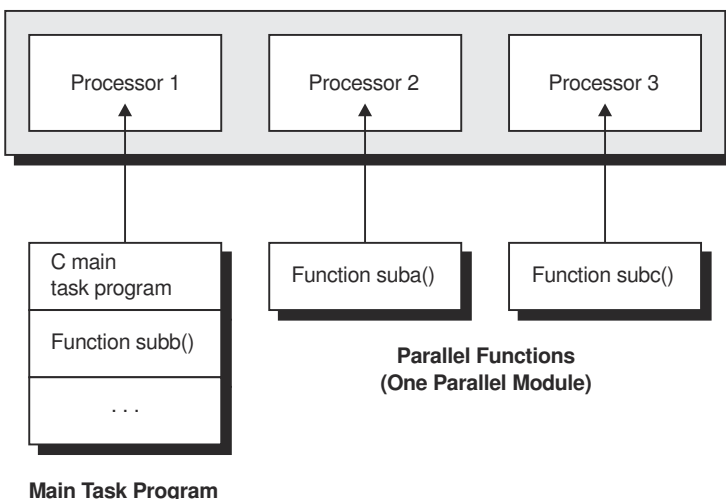 Processor 1
Processor 2
Processor 3
C main
task program
Function subb()
. . .
Function suba()
Function subc()
Parallel Functions
(One Parallel Module)
Main Task Program